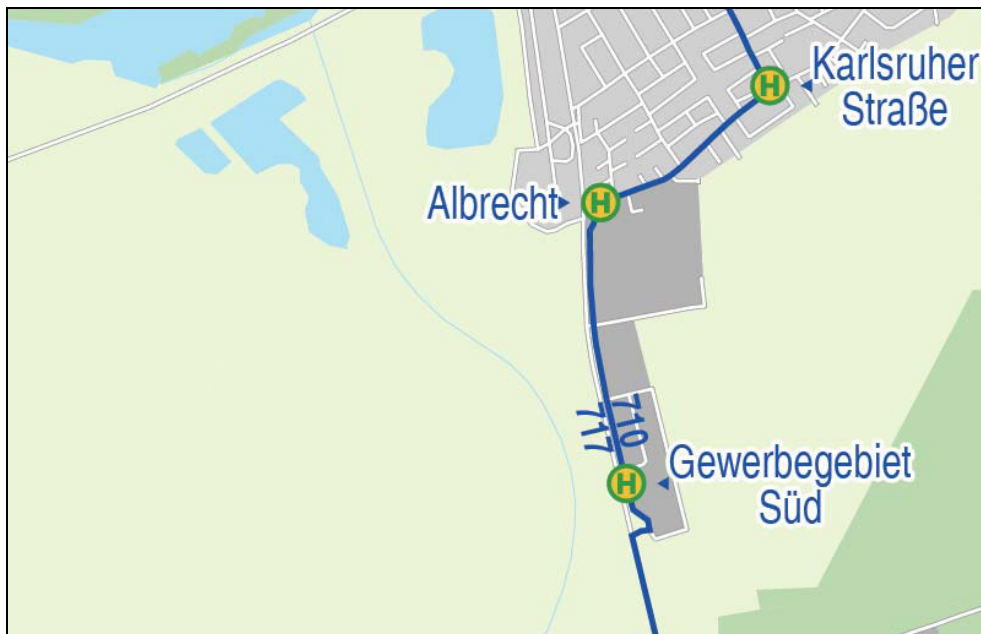 Karlsruher
Straße
H
Albrecht
H
717
710
Gewerbegebiet
Süd
H